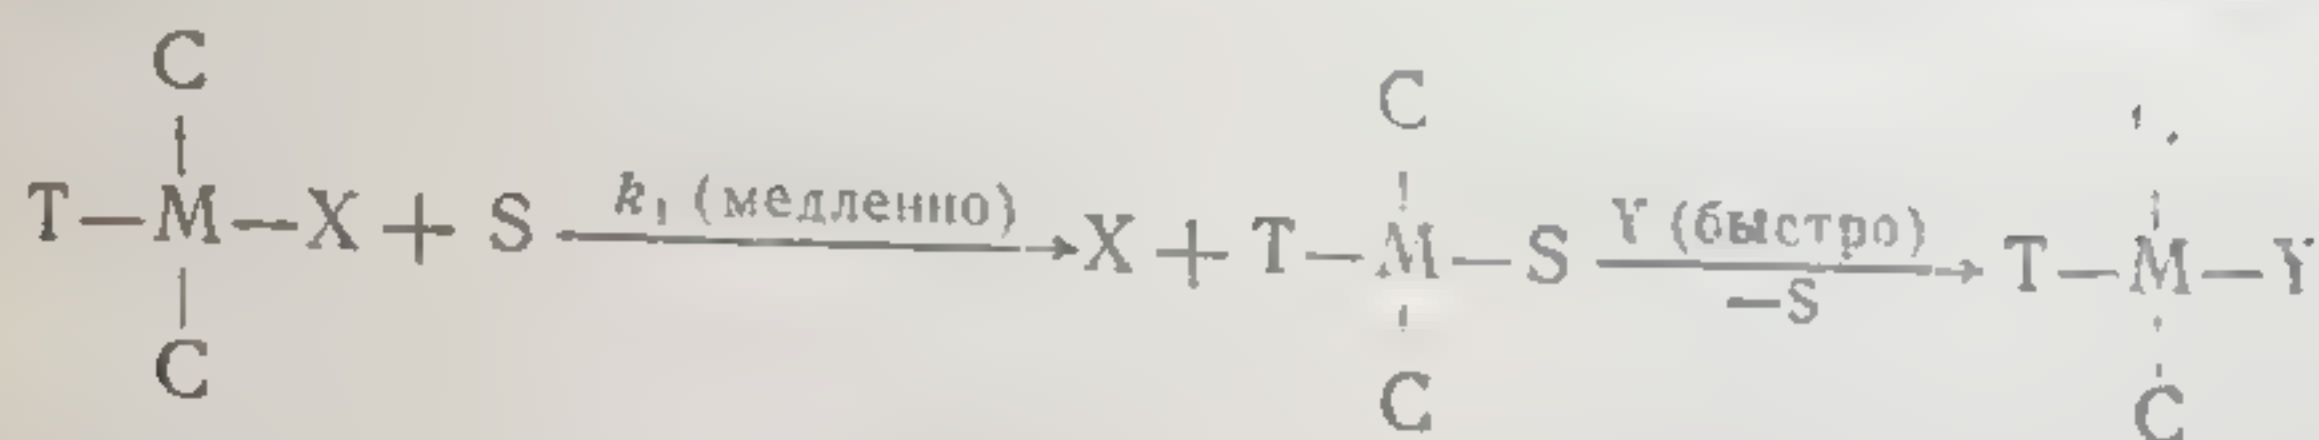 C C
T—M—X + S k₁ (медленно) → X + T—M—S Y (быстро) → T—M—Y
—S
C C C